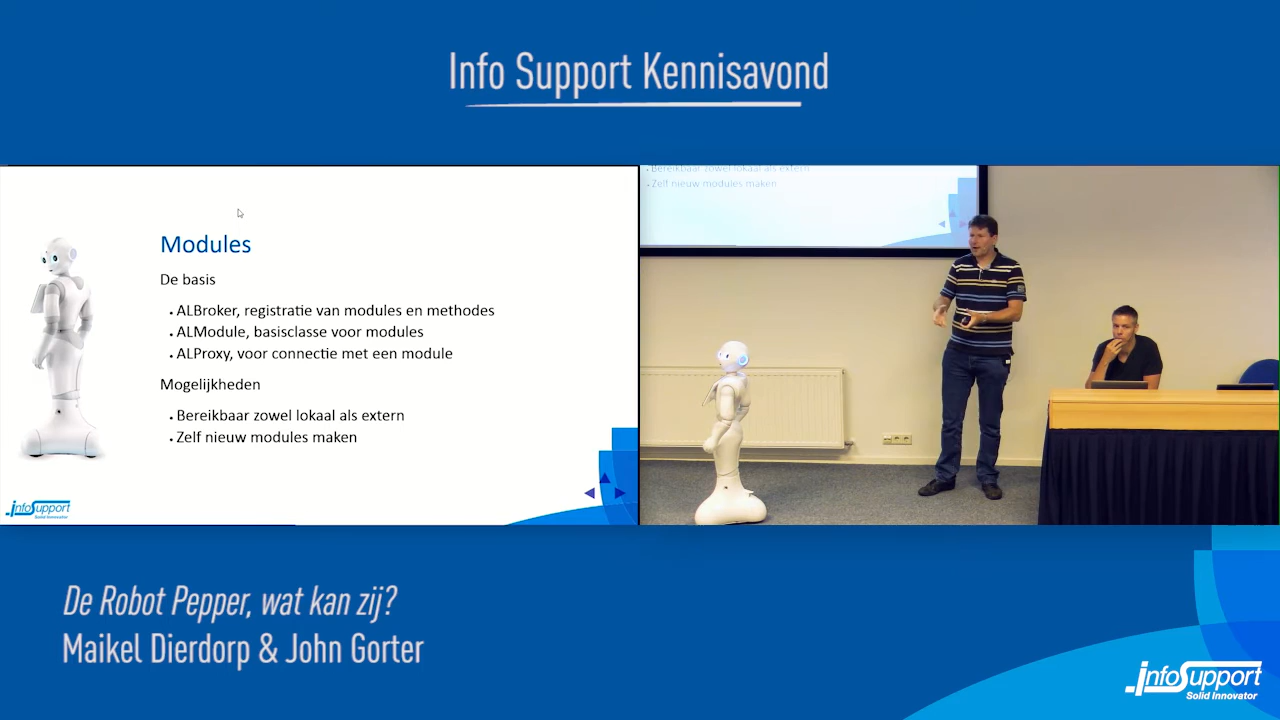 Info Support Kennisavond
Modules
De basis
• ALBroker, registratie van modules en methodes
• ALModule, basisclasse voor modules
• ALProxy, voor connectie met een module
Mogelijkheden
• Bereikbaar zowel lokaal als extern
• Zelf nieuw modules maken
infoSupport
Solid Innovator
• Bereikbaar zowel lokaal als extern
• Zelf nieuw modules maken
De Robot Pepper, wat kan zij?
Maikel Dierdorp & John Gorter
infoSupport
Solid Innovator